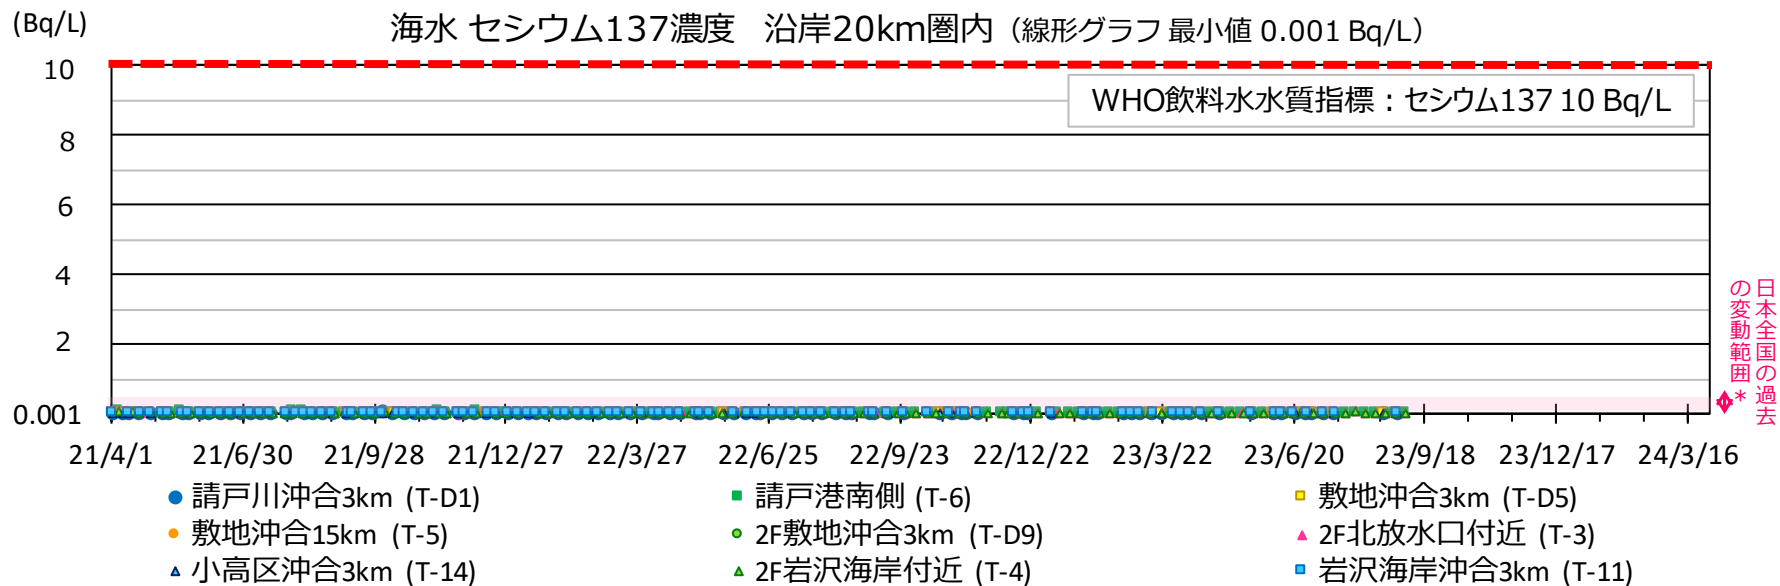 (Bq/L)
海水 セシウム137濃度 沿岸20km圏内（線形グラフ 最小値 0.001 Bq/L）
10
WHO飲料水水質指標：セシウム137 10 Bq/L
8
6
4
2
0.001
日本全国の過去
の変動範囲*
21/4/1 21/6/30 21/9/28 21/12/27 22/3/27 22/6/25 22/9/23 22/12/22 23/3/22 23/6/20 23/9/18 23/12/17 24/3/16
請戸川沖合3km (T-D1) 請戸港南側 (T-6) 敷地沖合3km (T-D5)
敷地沖合15km (T-5) 2F敷地沖合3km (T-D9) 2F北放水口付近 (T-3)
小高区沖合3km (T-14) 2F岩沢海岸付近 (T-4) 岩沢海岸沖合3km (T-11)